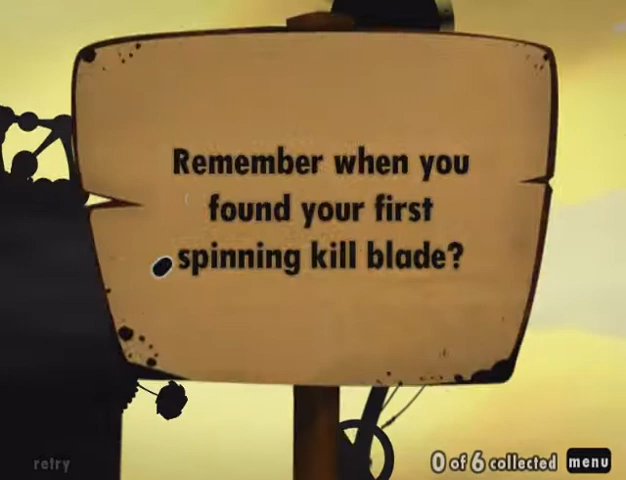 Remember when you
found your first
spinning kill blade?
retry
0 of 6 collected menu